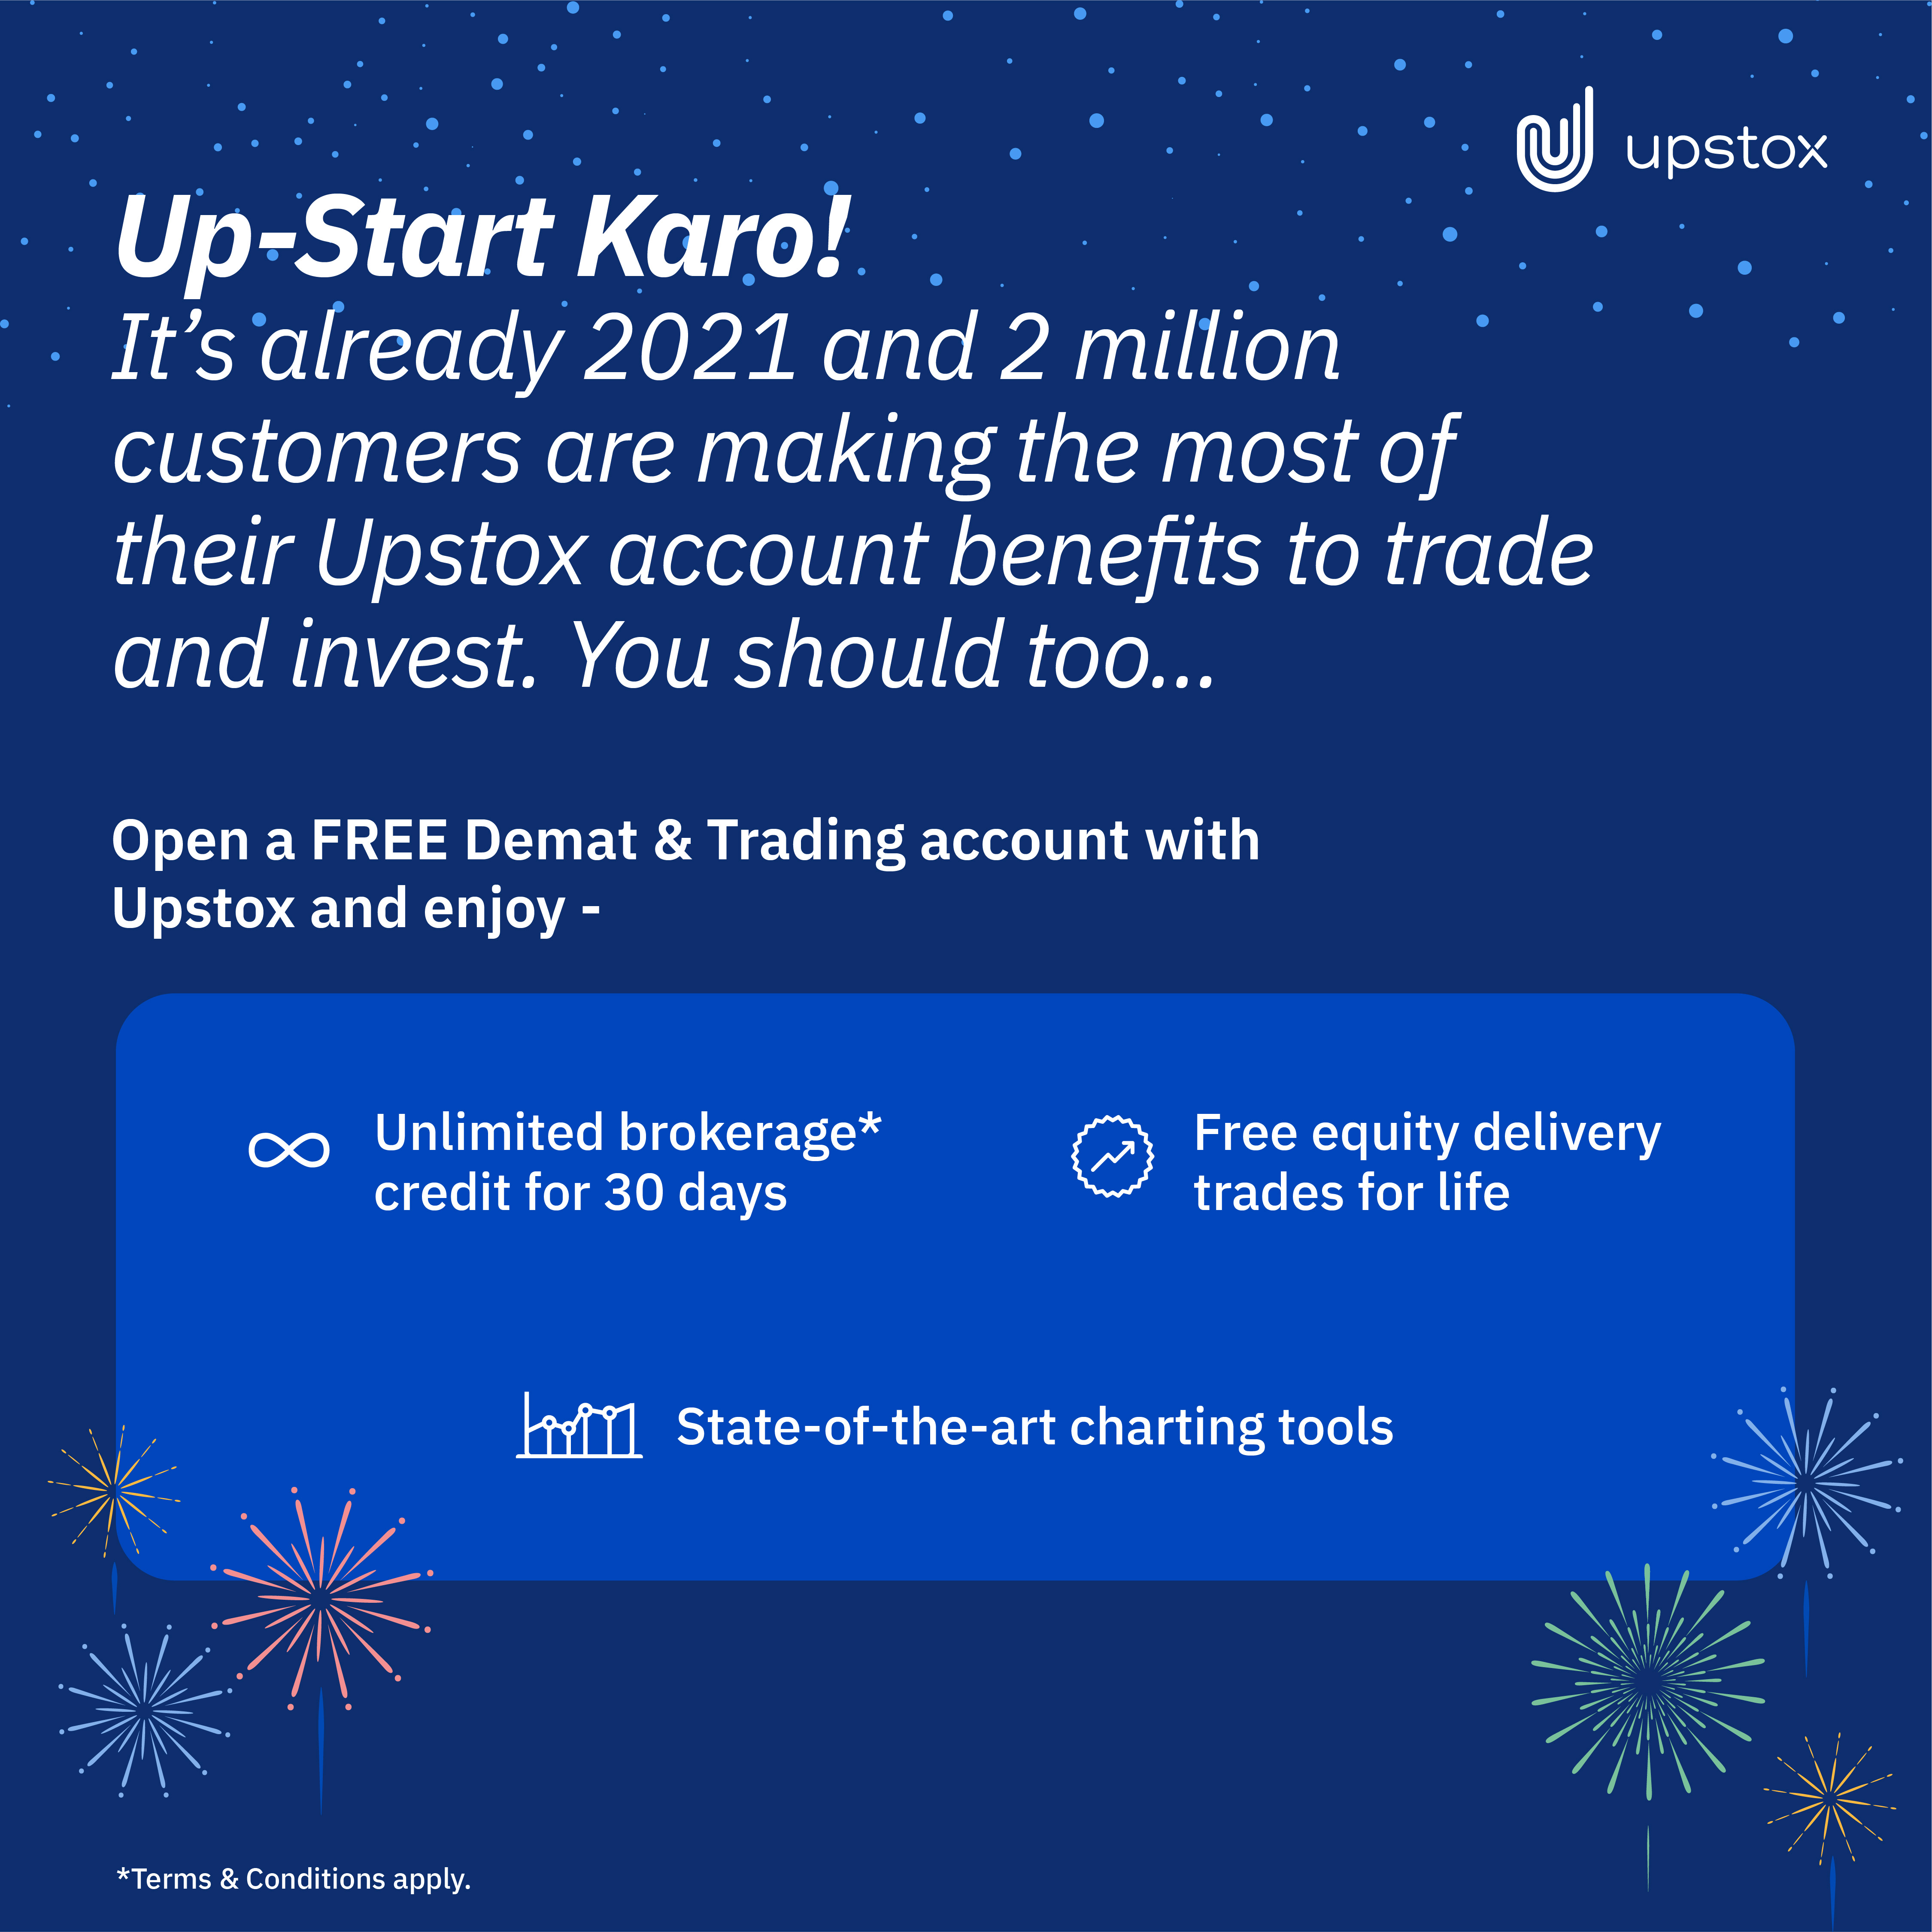 upstox
Up-Start Karo!
It’s already 2021 and 2 million
customers are making the most of
their Upstox account benefits to trade
and invest. You should too...
Open a FREE Demat & Trading account with
Upstox and enjoy -
Unlimited brokerage*
credit for 30 days
Free equity delivery
trades for life
State-of-the-art charting tools
*Terms & Conditions apply.